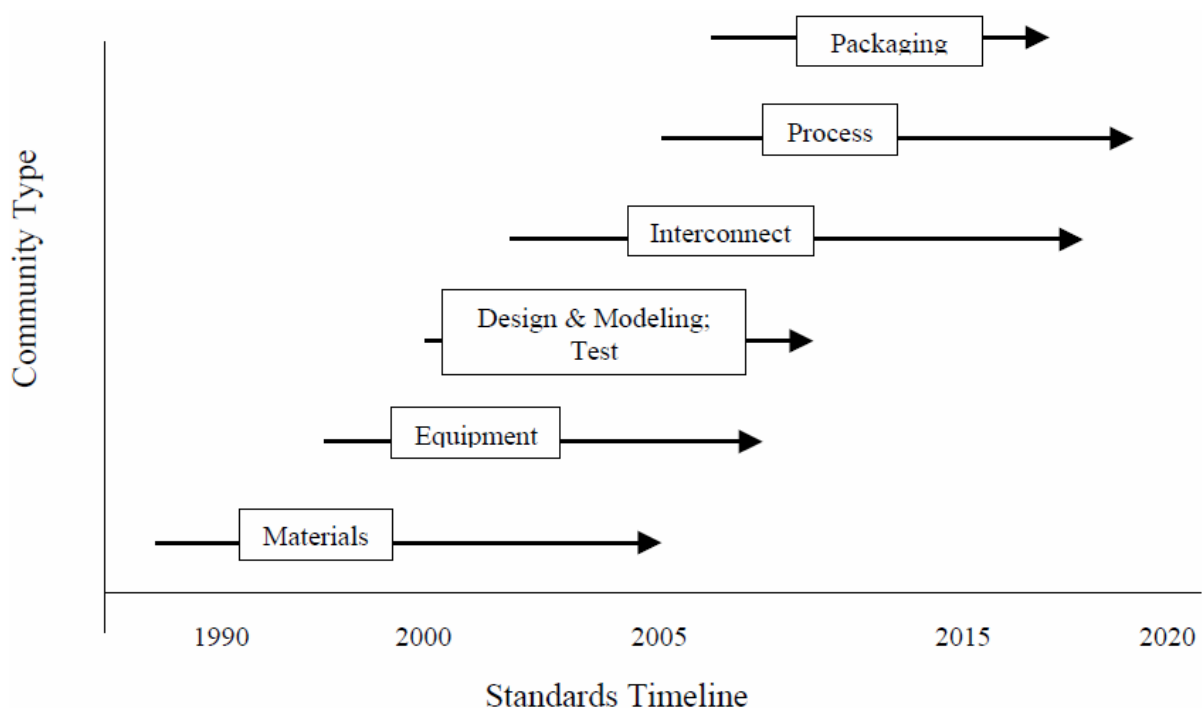 Packaging
Process
Interconnect
Design & Modeling;
Test
Equipment
Materials
Community Type
1990 2000 2005 2015 2020
Standards Timeline